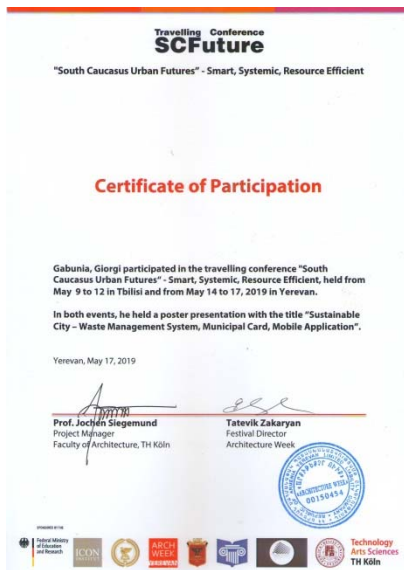 Travelling Conference
SCFuture
"South Caucasus Urban Futures" - Smart, Systemic, Resource Efficient
Certificate of Participation
Gabunia, Giorgi participated in the travelling conference "South
Caucasus Urban Futures" - Smart, Systemic, Resource Efficient, held from
May 9 to 12 in Tbilisi and from May 14 to 17, 2019 in Yerevan.
In both events, he held a poster presentation with the title "Sustainable
City – Waste Management System, Municipal Card, Mobile Application".
Yerevan, May 17, 2019
Prof. Jochen Siegemund
Project Manager
Faculty of Architecture, TH Köln
Tatevik Zakaryan
Festival Director
Architecture Week
"ARCHITECTURE WEEK"
00150454
SPONSORED BY THE
Federal Ministry
of Education
and Research
ICON
ARCH
WEEK
Technology
Arts Sciences
TH Köln